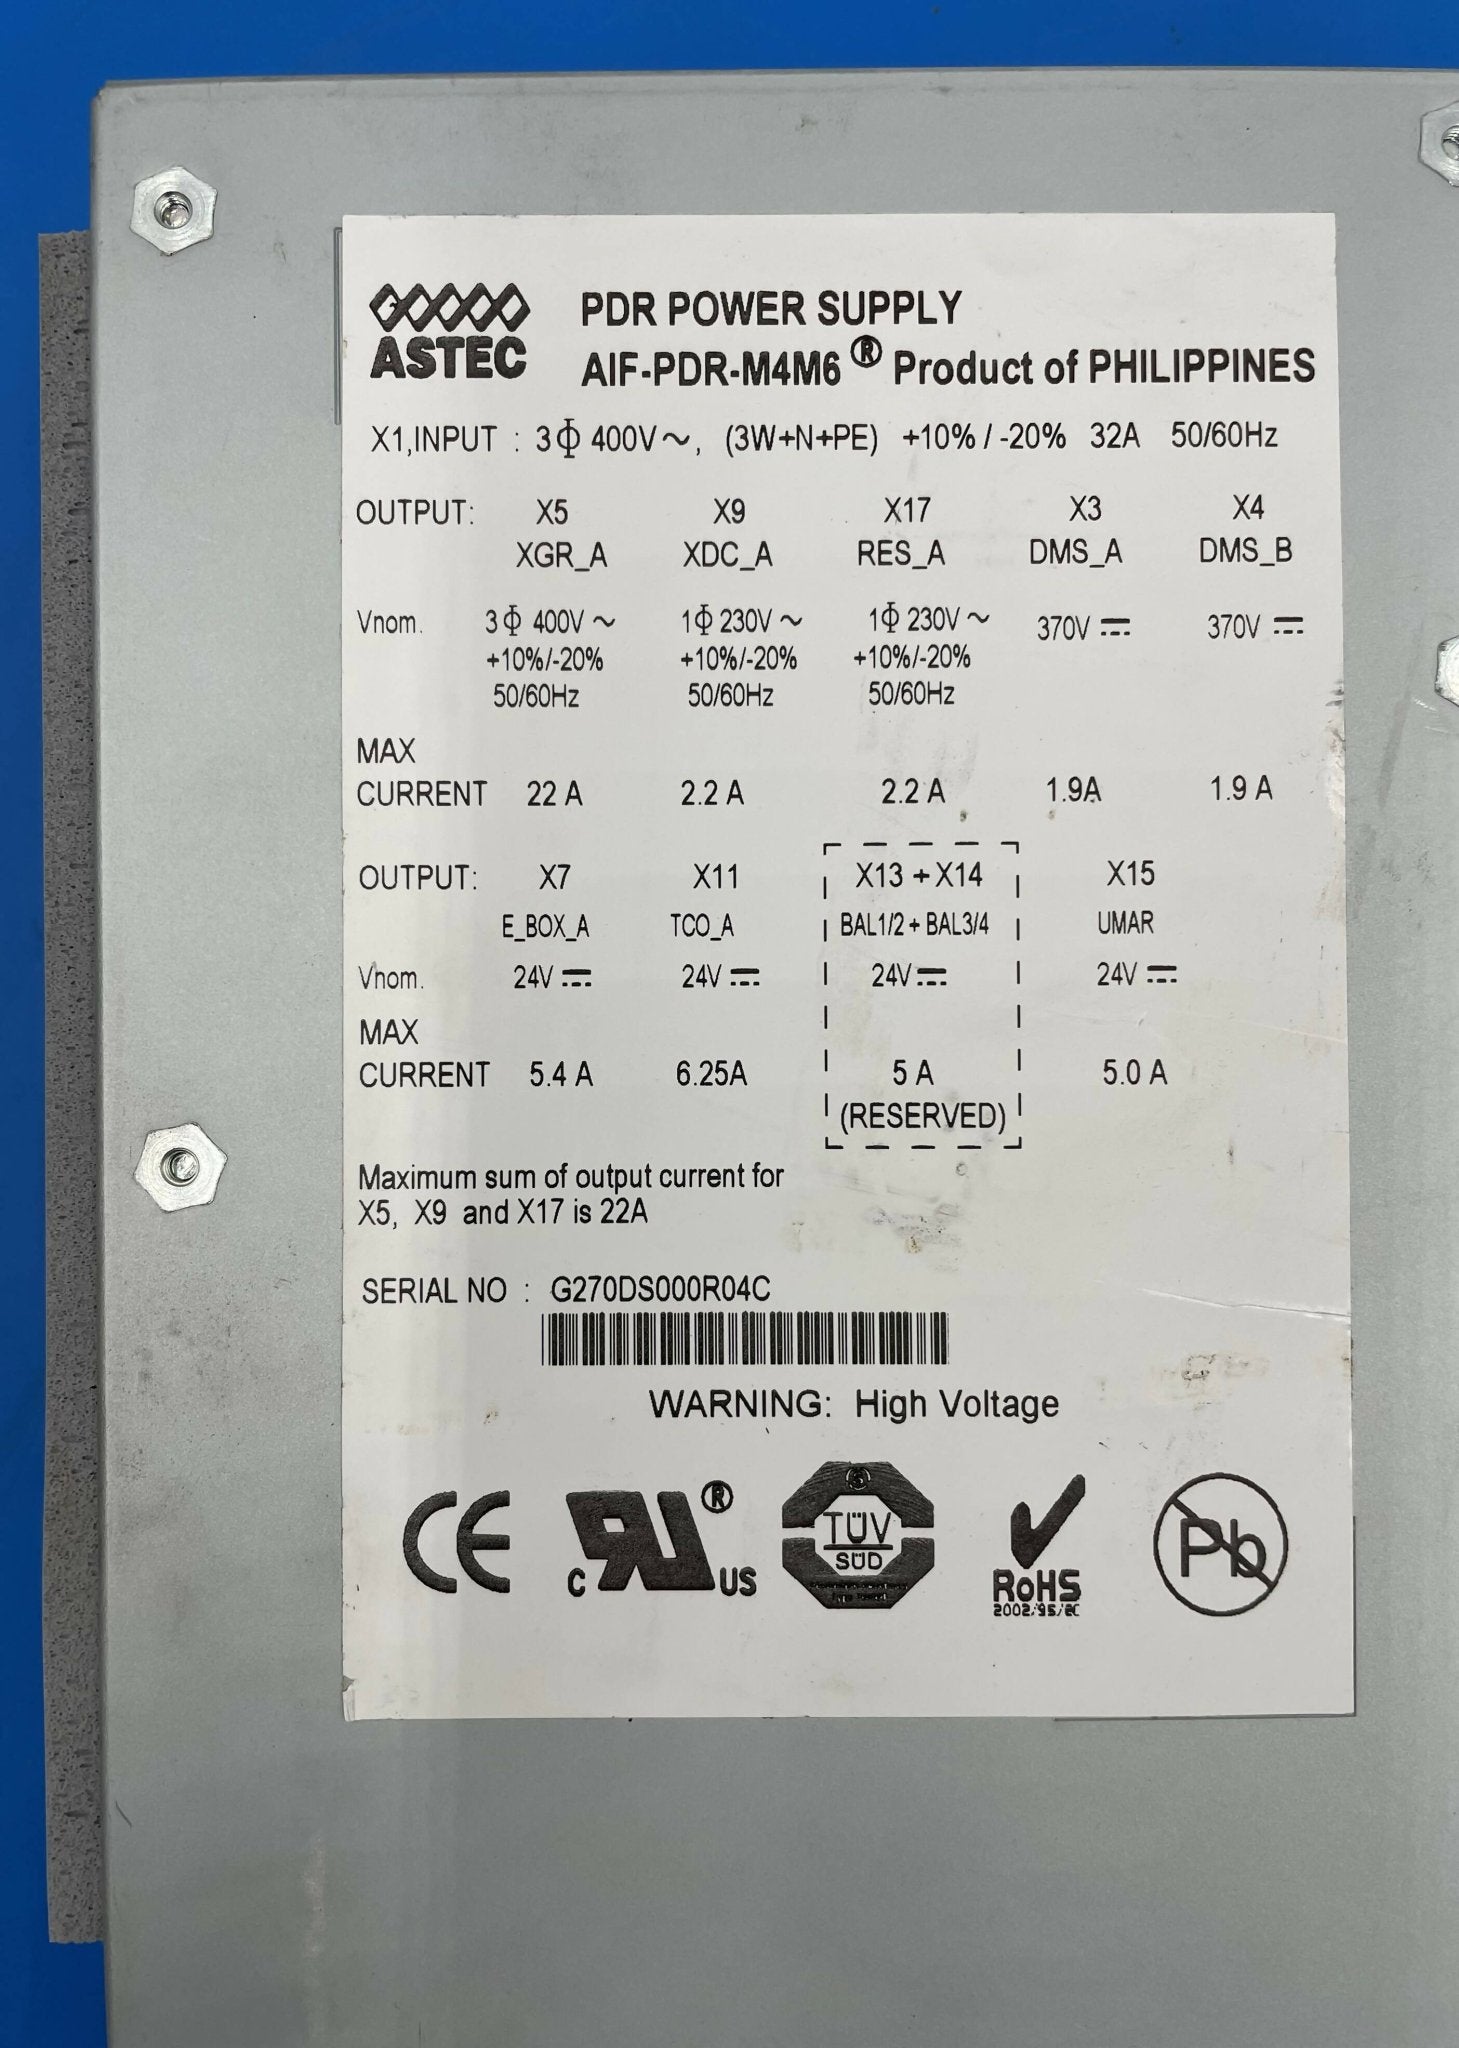 ASTEC
PDR POWER SUPPLY
AIF-PDR-M4M6 ® Product of PHILIPPINES
X1,INPUT : 3Φ 400V~, (3W+N+PE) +10% / -20% 32A 50/60Hz
OUTPUT: X5 X9 X17 X3 X4
XGR_A XDC_A RES_A DMS_A DMS_B
Vnom. 3Φ 400V ~ 1Φ 230V ~ 1Φ 230V ~ 370V ⎓ 370V ⎓
+10%/-20% +10%/-20% +10%/-20%
50/60Hz 50/60Hz 50/60Hz
MAX
CURRENT 22 A 2.2 A 2.2 A 1.9A 1.9 A
OUTPUT: X7 X11 X13 + X14 X15
E_BOX_A TCO_A BAL1/2 + BAL3/4 UMAR
Vnom. 24V ⎓ 24V ⎓ 24V ⎓ 24V ⎓
MAX
CURRENT 5.4 A 6.25A 5 A 5.0 A
(RESERVED)
Maximum sum of output current for
X5, X9 and X17 is 22A
SERIAL NO : G270DS000R04C
WARNING: High Voltage
CE c RU ® US TÜV SÜD RoHS Pb
2002/95/EC